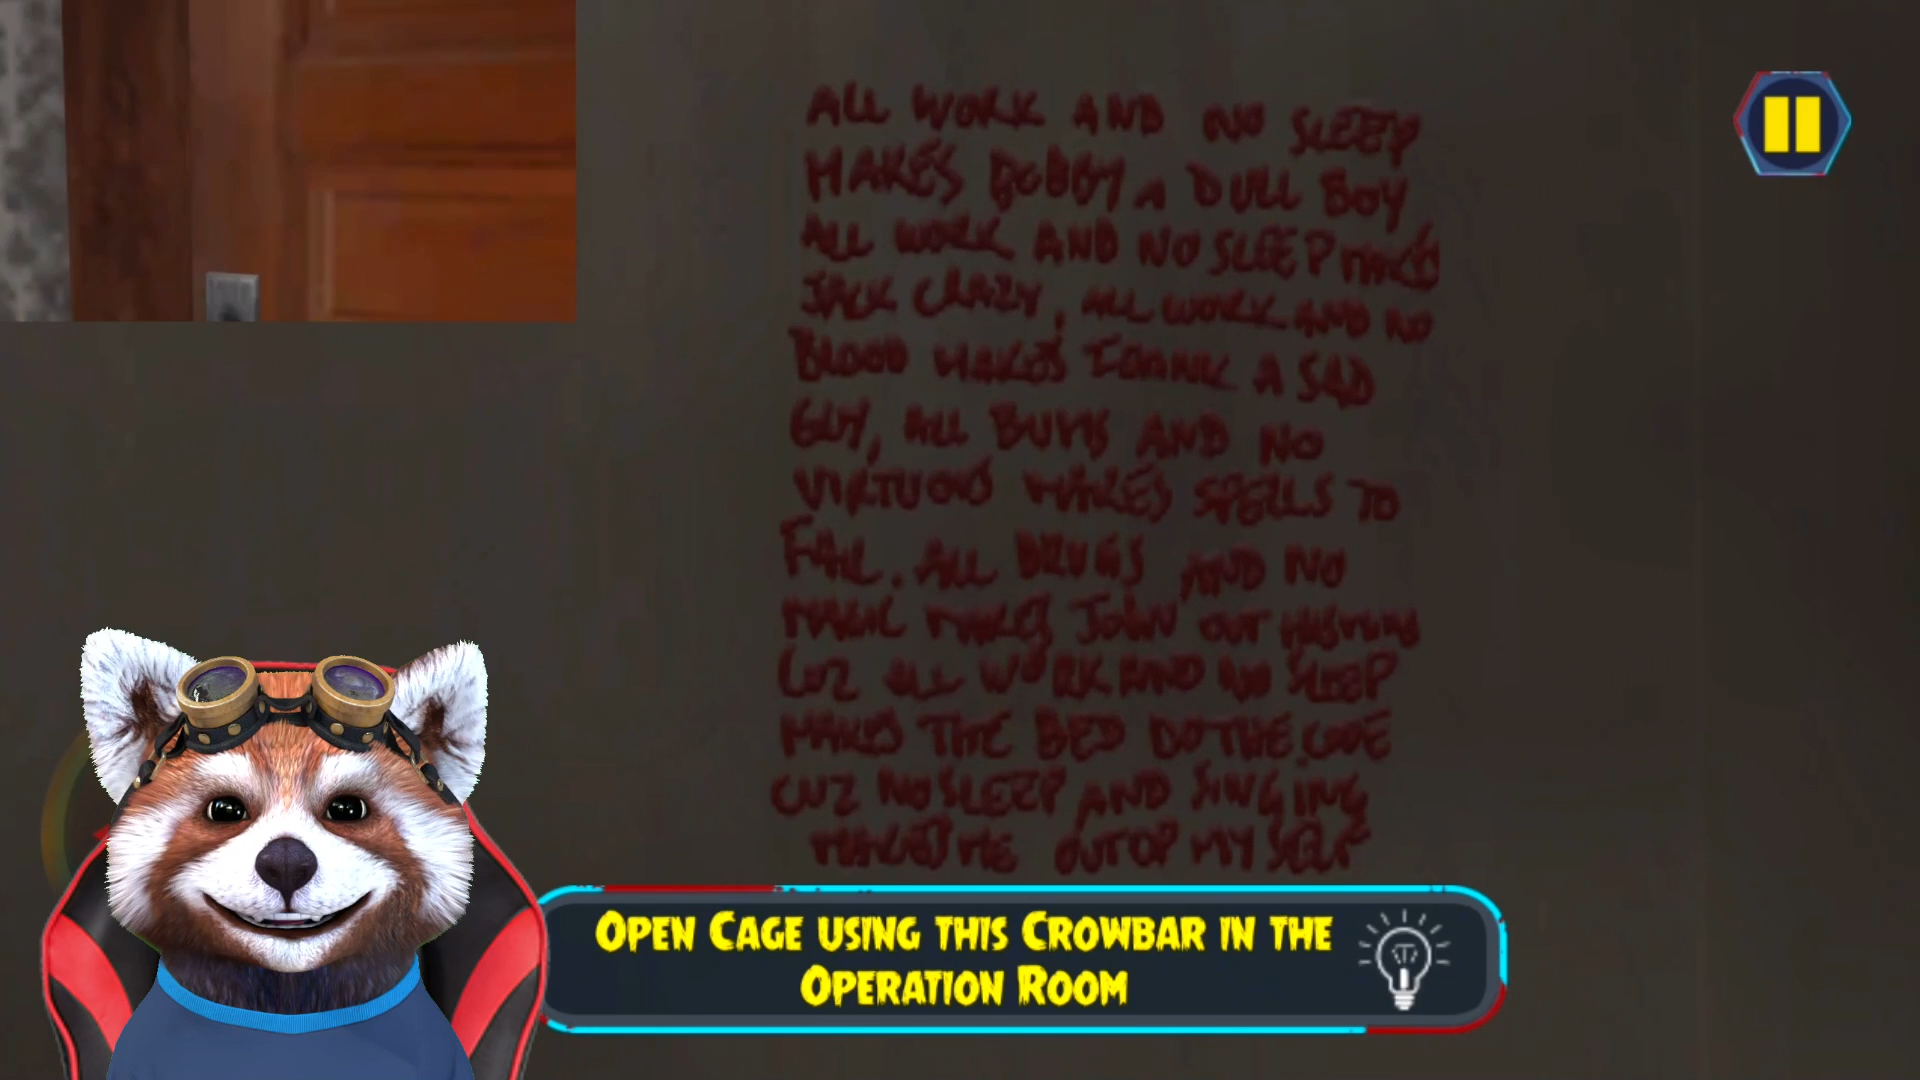 ALL WORK AND NO SLEEP
MAKES BOBBY A DULL BOY
ALL WORK AND NO SLEEP MAKES
JACK CRAZY, ALL WORK AND NO
BLOOD MAKES A SAD
GUY, ALL AND NO
VIRTUOUS MAKES SPELLS TO
FAIL. ALL DRUGS AND NO
MAGIC MAKES JOHN OUT
CUZ ALL WORK AND NO SLEEP
MAKES THE BED DO THE CODE
CUZ NO SLEEP AND SINGING
MAKES ME OUT OF MY SELF
OPEN CAGE USING THIS CROWBAR IN THE
OPERATION ROOM